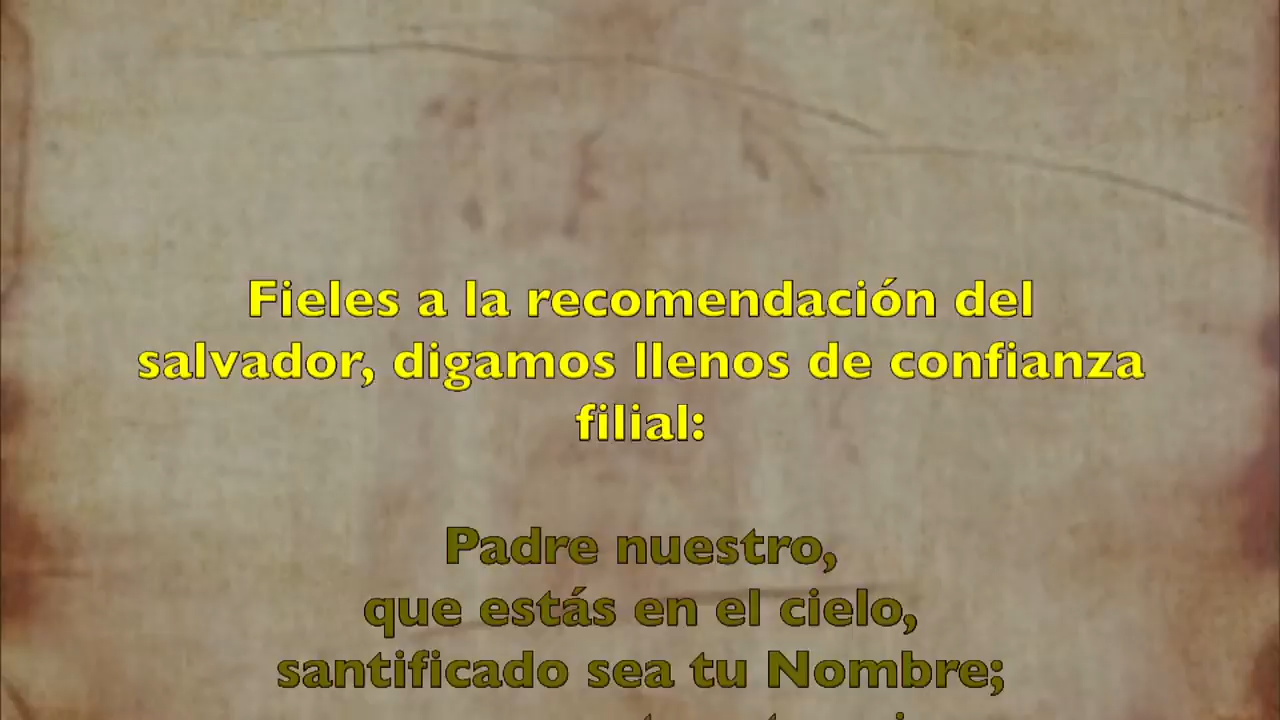 Fieles a la recomendación del
salvador, digamos llenos de confianza
filial:
Padre nuestro,
que estás en el cielo,
santificado sea tu Nombre;